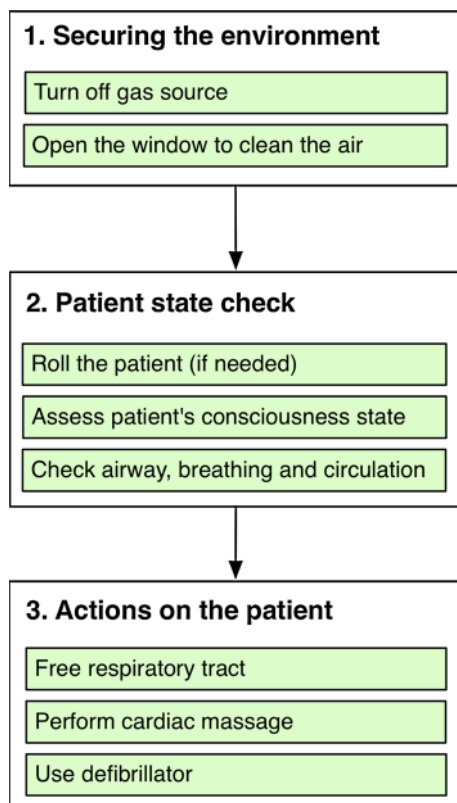 1. Securing the environment
Turn off gas source
Open the window to clean the air
2. Patient state check
Roll the patient (if needed)
Assess patient's consciousness state
Check airway, breathing and circulation
3. Actions on the patient
Free respiratory tract
Perform cardiac massage
Use defibrillator